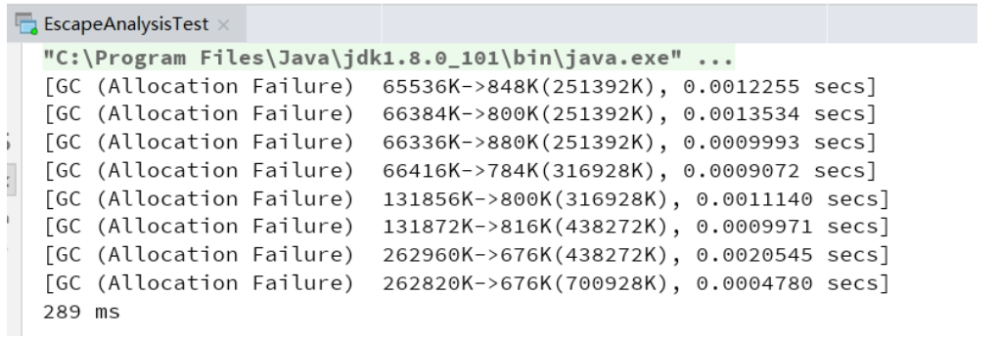 EscapeAnalysisTest ×
"C:\Program Files\Java\jdk1.8.0_101\bin\java.exe" ...
[GC (Allocation Failure)  65536K->848K(251392K), 0.0012255 secs]
[GC (Allocation Failure)  66384K->800K(251392K), 0.0013534 secs]
[GC (Allocation Failure)  66336K->880K(251392K), 0.0009993 secs]
[GC (Allocation Failure)  66416K->784K(316928K), 0.0009072 secs]
[GC (Allocation Failure)  131856K->800K(316928K), 0.0011140 secs]
[GC (Allocation Failure)  131872K->816K(438272K), 0.0009971 secs]
[GC (Allocation Failure)  262960K->676K(438272K), 0.0020545 secs]
[GC (Allocation Failure)  262820K->676K(700928K), 0.0004780 secs]
289 ms